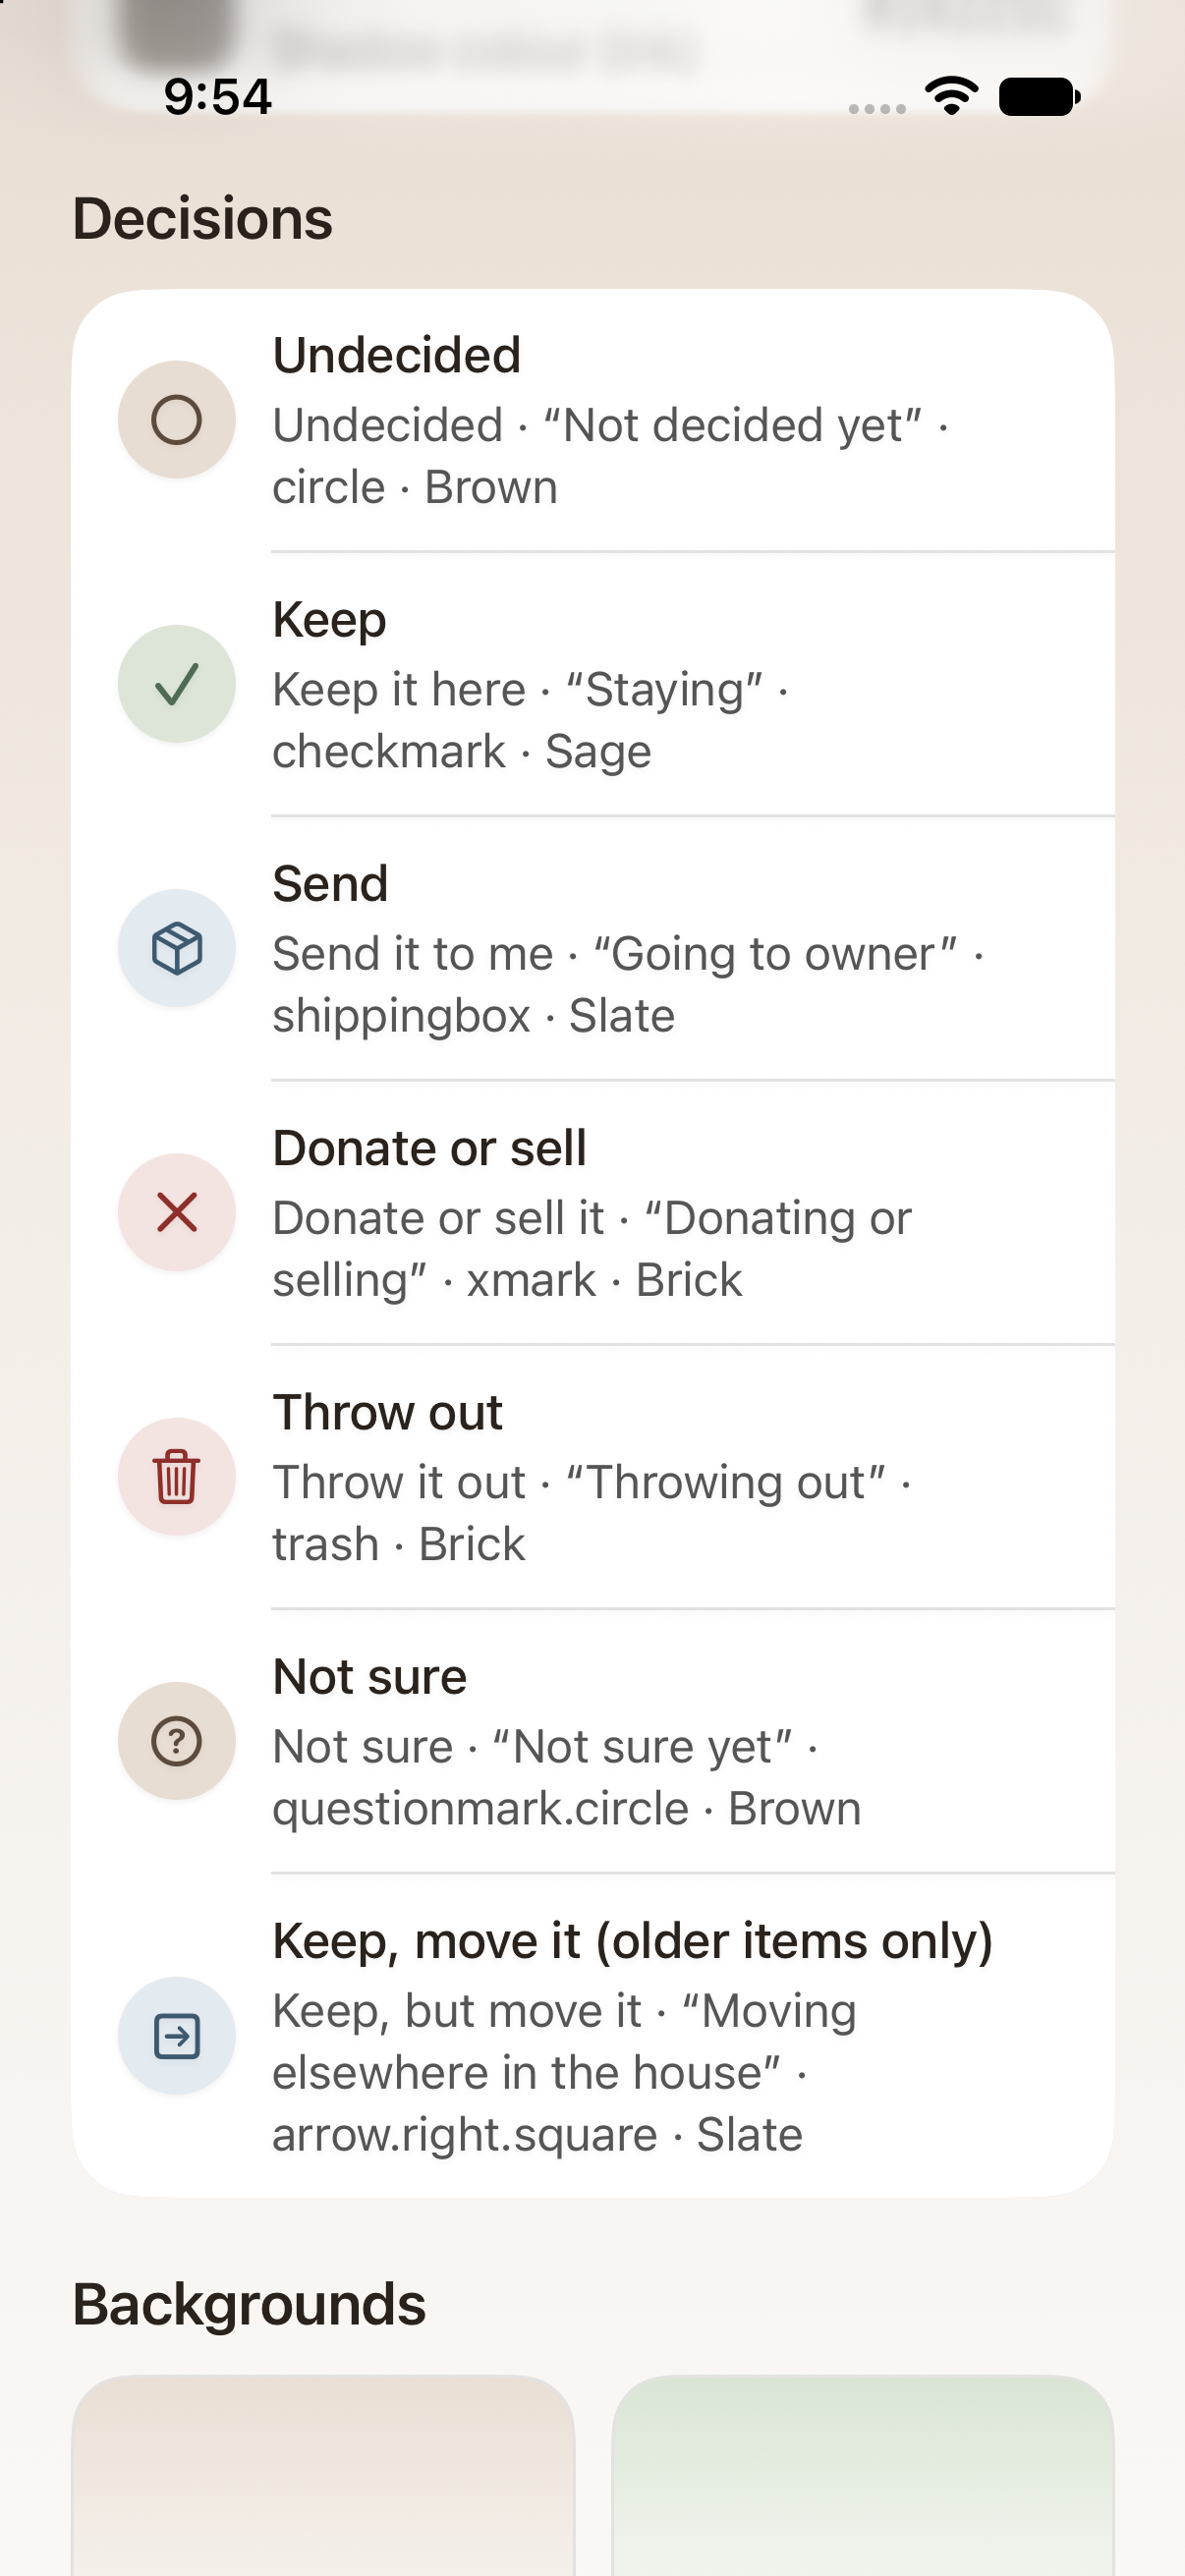 9:54
Decisions
Undecided
Undecided · “Not decided yet” ·
circle · Brown
Keep
Keep it here · “Staying” ·
checkmark · Sage
Send
Send it to me · “Going to owner” ·
shippingbox · Slate
Donate or sell
Donate or sell it · “Donating or
selling” · xmark · Brick
Throw out
Throw it out · “Throwing out” ·
trash · Brick
Not sure
Not sure · “Not sure yet” ·
questionmark.circle · Brown
Keep, move it (older items only)
Keep, but move it · “Moving
elsewhere in the house” ·
arrow.right.square · Slate
Backgrounds